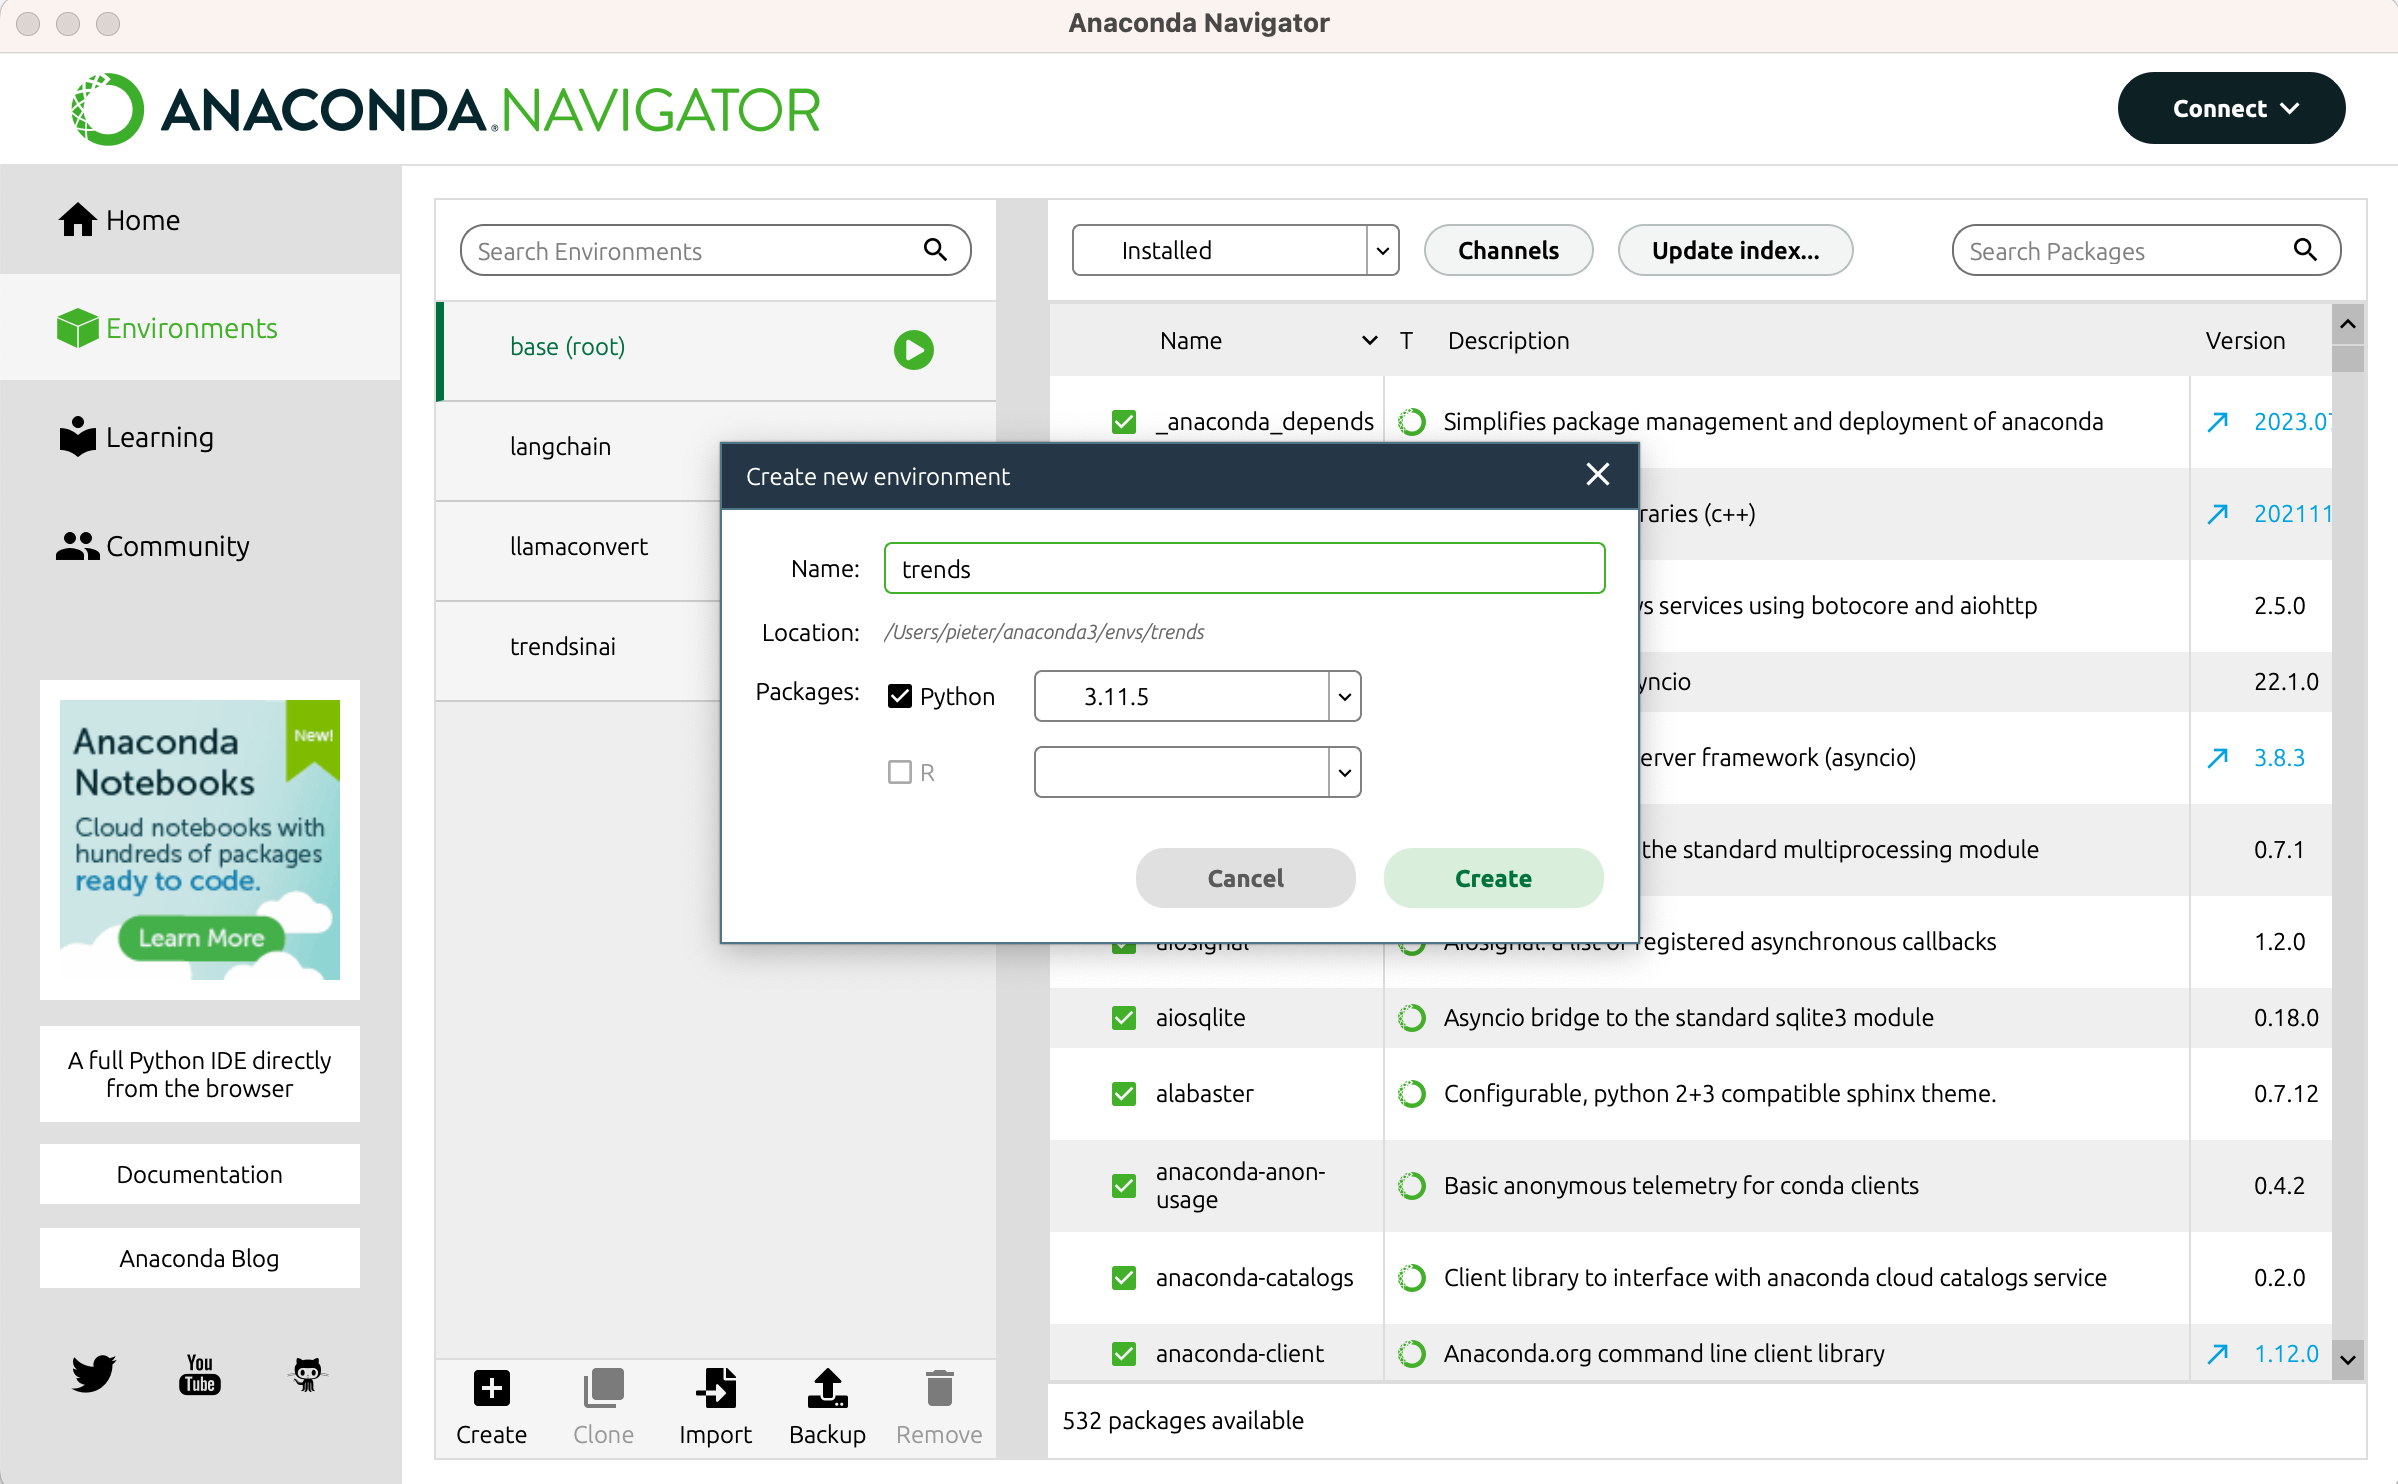 Anaconda Navigator
ANACONDA.NAVIGATOR
Connect
Home
Environments
Learning
Community
Anaconda
Notebooks
New!
Cloud notebooks with
hundreds of packages
ready to code.
Learn More
A full Python IDE directly
from the browser
Documentation
Anaconda Blog
You
Tube
Search Environments
base (root)
langchain
llamaconvert
trendsinai
Create
Clone
Import
Backup
Remove
Installed
Channels
Update index...
Search Packages
Name T Description Version
_anaconda_depends Simplifies package management and deployment of anaconda
raries (c++)
services using botocore and aiohttp 2.5.0
22.1.0
erver framework (asyncio) 3.8.3
the standard multiprocessing module 0.7.1
aiosignal Aiosignal: a list of registered asynchronous callbacks 1.2.0
aiosqlite Asyncio bridge to the standard sqlite3 module 0.18.0
alabaster Configurable, python 2+3 compatible sphinx theme. 0.7.12
anaconda-anon-
usage Basic anonymous telemetry for conda clients 0.4.2
anaconda-catalogs Client library to interface with anaconda cloud catalogs service 0.2.0
anaconda-client Anaconda.org command line client library 1.12.0
532 packages available
Create new environment
Name: trends
Location: /Users/pieter/anaconda3/envs/trends
Packages: Python 3.11.5
R
Cancel Create